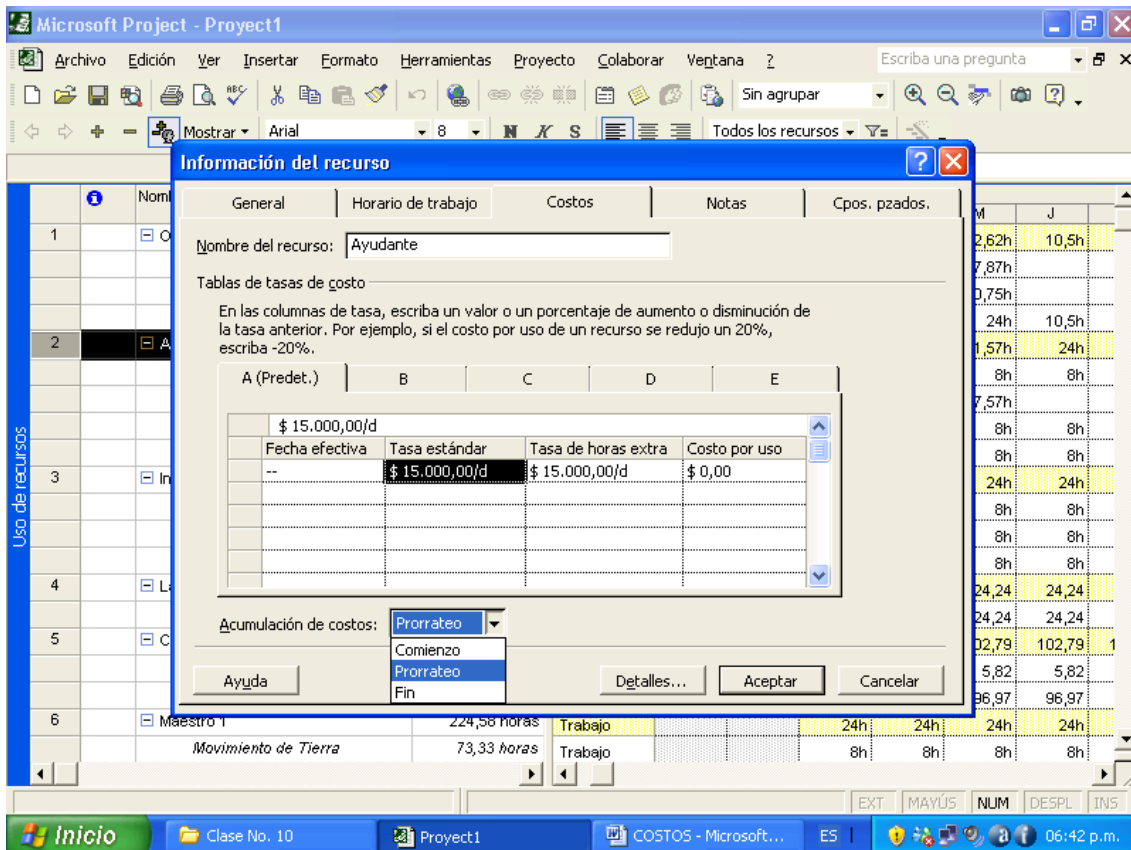 Microsoft Project - Proyect1
Archivo Edición Ver Insertar Formato Herramientas Proyecto Colaborar Ventana ? Escriba una pregunta
ABC Sin agrupar
Mostrar Arial 8 N K S Todos los recursos
Información del recurso
General Horario de trabajo Costos Notas Cpos. pzados.
Nombre del recurso: Ayudante
Tablas de tasas de costo
En las columnas de tasa, escriba un valor o un porcentaje de aumento o disminución de
la tasa anterior. Por ejemplo, si el costo por uso de un recurso se redujo un 20%,
escriba -20%.
A (Predet.) B C D E
$ 15.000,00/d
Fecha efectiva Tasa estándar Tasa de horas extra Costo por uso
-- $ 15.000,00/d $ 15.000,00/d $ 0,00
Acumulación de costos: Prorrateo
Comienzo
Prorrateo
Fin
Ayuda Detalles... Aceptar Cancelar
Uso de recursos
M J
1 2,62h 10,5h
7,87h
0,75h
24h 10,5h
2 1,57h 24h
8h 8h
7,57h
8h 8h
8h 8h
3 In 24h 24h
8h 8h
8h 8h
8h 8h
4 24,24 24,24
24,24 24,24
5 C 02,79 102,79 1
5,82 5,82
96,97 96,97
6 Maestro 1 224,58 horas Trabajo 24h 24h 24h 24h
Movimiento de Tierra 73,33 horas Trabajo 8h 8h 8h 8h
EXT MAYÚS NUM DESPL INS
Inicio Clase No. 10 Proyect1 COSTOS - Microsoft... ES 06:42 p.m.